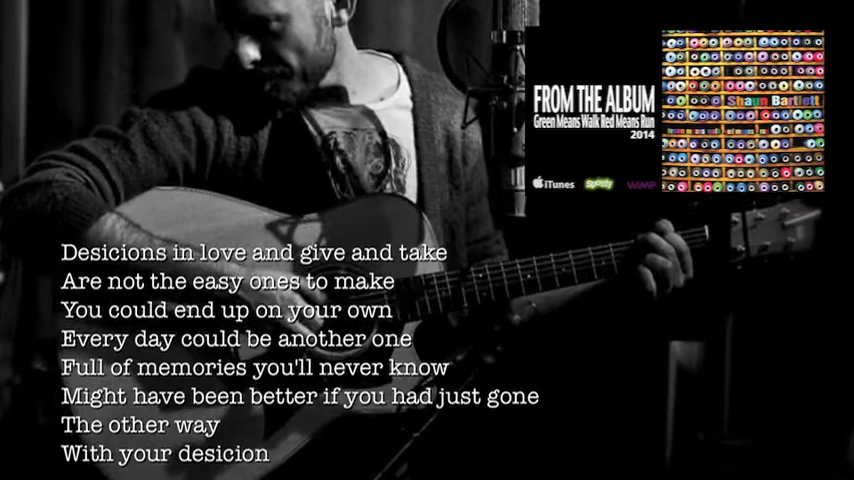 FROM THE ALBUM
Green Means Walk Red Means Run
2014
Shaun Bartlett
iTunes
Spotify
WiMP
Desicions in love and give and take
Are not the easy ones to make
You could end up on your own
Every day could be another one
Full of memories you'll never know
Might have been better if you had just gone
The other way
With your desicion